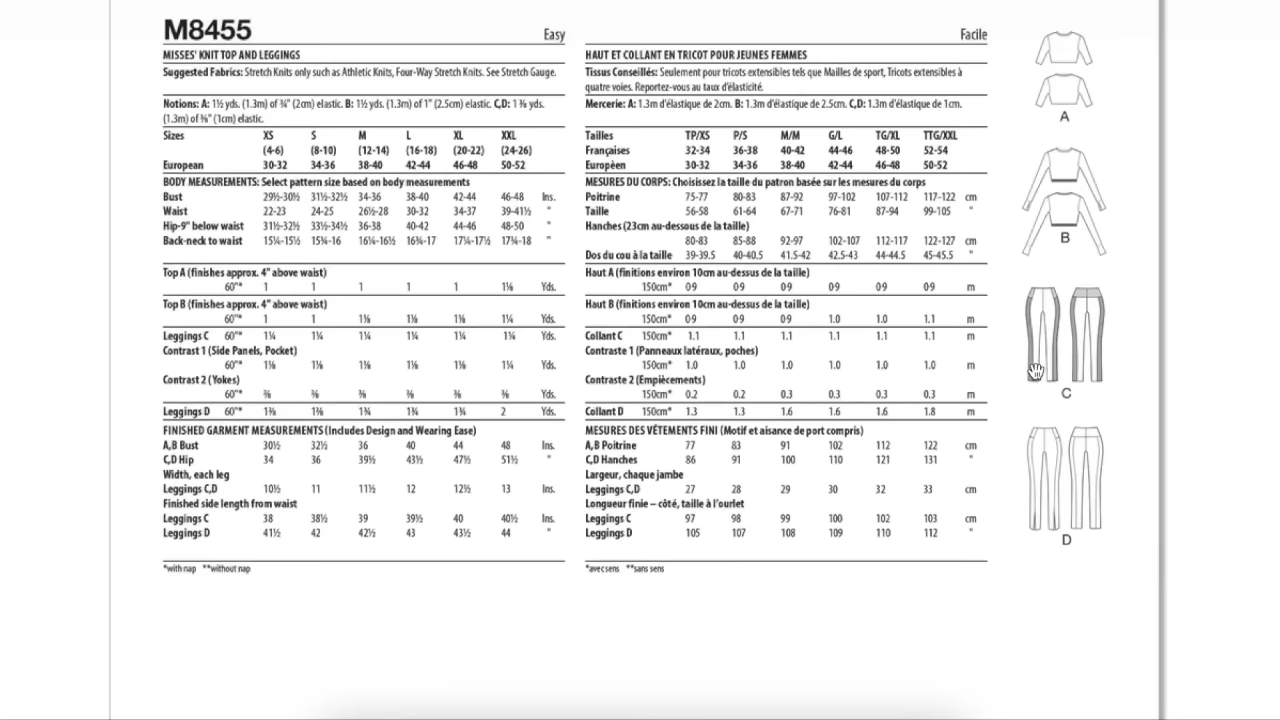 M8455 Easy
MISSES' KNIT TOP AND LEGGINGS
Suggested Fabrics: Stretch Knits only such as Athletic Knits, Four-Way Stretch Knits. See Stretch Gauge.
Notions: A: 1½ yds. (1.3m) of ¾" (2cm) elastic. B: 1½ yds. (1.3m) of 1" (2.5cm) elastic. C,D: 1 ⅜ yds.
(1.3m) of ⅜" (1cm) elastic.
Sizes XS S M L XL XXL
(4-6) (8-10) (12-14) (16-18) (20-22) (24-26)
European 30-32 34-36 38-40 42-44 46-48 50-52
BODY MEASUREMENTS: Select pattern size based on body measurements
Bust 29½-30½ 31½-32½ 34-36 38-40 42-44 46-48 Ins.
Waist 22-23 24-25 26½-28 30-32 34-37 39-41½ "
Hip-9" below waist 31½-32½ 33½-34½ 36-38 40-42 44-46 48-50 "
Back-neck to waist 15¼-15½ 15¾-16 16¼-16½ 16¾-17 17¼-17½ 17¾-18 "
Top A (finishes approx. 4" above waist)
60"* 1 1 1 1 1 1⅛ Yds.
Top B (finishes approx. 4" above waist)
60"* 1 1 1⅛ 1⅛ 1⅛ 1¼ Yds.
Leggings C 60"* 1¼ 1¼ 1¼ 1¼ 1¼ 1¼ Yds.
Contrast 1 (Side Panels, Pocket)
60"* 1⅛ 1⅛ 1⅛ 1⅛ 1⅛ 1¼ Yds.
Contrast 2 (Yokes)
60"* ⅜ ⅜ ⅜ ⅜ ⅜ ⅜ Yds.
Leggings D 60"* 1⅜ 1⅜ 1¾ 1¾ 1¾ 2 Yds.
FINISHED GARMENT MEASUREMENTS (Includes Design and Wearing Ease)
A,B Bust 30½ 32½ 36 40 44 48 Ins.
C,D Hip 34 36 39½ 43½ 47½ 51½ "
Width, each leg
Leggings C,D 10½ 11 11½ 12 12½ 13 Ins.
Finished side length from waist
Leggings C 38 38½ 39 39½ 40 40½ Ins.
Leggings D 41½ 42 42½ 43 43½ 44 "
*with nap **without nap
Facile
HAUT ET COLLANT EN TRICOT POUR JEUNES FEMMES
Tissus Conseillés: Seulement pour tricots extensibles tels que Mailles de sport, Tricots extensibles à
quatre voies. Reportez-vous au taux d'élasticité.
Mercerie: A: 1.3m d'élastique de 2cm. B: 1.3m d'élastique de 2.5cm. C,D: 1.3m d'élastique de 1cm.
Tailles TP/XS P/S M/M G/L TG/XL TTG/XXL
Françaises 32-34 36-38 40-42 44-46 48-50 52-54
Europèen 30-32 34-36 38-40 42-44 46-48 50-52
MESURES DU CORPS: Choisissez la taille du patron basée sur les mesures du corps
Poitrine 75-77 80-83 87-92 97-102 107-112 117-122 cm
Taille 56-58 61-64 67-71 76-81 87-94 99-105 "
Hanches (23cm au-dessous de la taille)
80-83 85-88 92-97 102-107 112-117 122-127 cm
Dos du cou à la taille 39-39.5 40-40.5 41.5-42 42.5-43 44-44.5 45-45.5 "
Haut A (finitions environ 10cm au-dessus de la taille)
150cm* 0 9 0 9 0 9 0 9 0 9 0 9 m
Haut B (finitions environ 10cm au-dessus de la taille)
150cm* 0 9 0 9 0 9 1.0 1.0 1.1 m
Collant C 150cm* 1.1 1.1 1.1 1.1 1.1 1.1 m
Contraste 1 (Panneaux latéraux, poches)
150cm* 1.0 1.0 1.0 1.0 1.0 1.0 m
Contraste 2 (Empiècements)
150cm* 0.2 0.2 0.3 0.3 0.3 0.3 m
Collant D 150cm* 1.3 1.3 1.6 1.6 1.6 1.8 m
MESURES DES VÊTEMENTS FINI (Motif et aisance de port compris)
A,B Poitrine 77 83 91 102 112 122 cm
C,D Hanches 86 91 100 110 121 131 "
Largeur, chaque jambe
Leggings C,D 27 28 29 30 32 33 cm
Longueur finie – côté, taille à l'ourlet
Leggings C 97 98 99 100 102 103 cm
Leggings D 105 107 108 109 110 112 "
*avec sens **sans sens
A
B
C
D